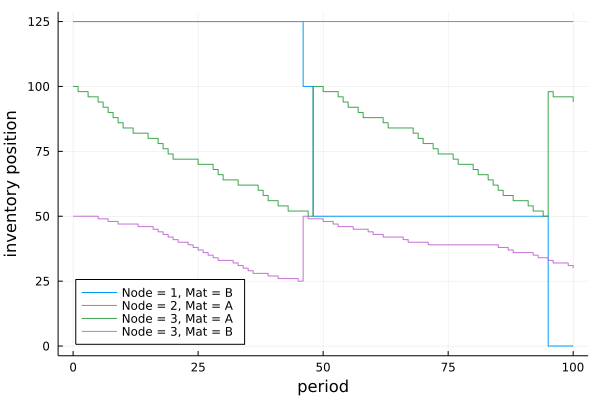 125
100
75
50
25
0
inventory position
Node = 1, Mat = B
Node = 2, Mat = A
Node = 3, Mat = A
Node = 3, Mat = B
0 25 50 75 100
period